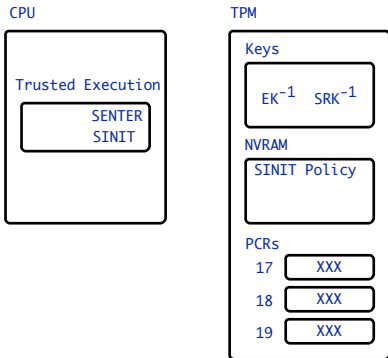 CPU
Trusted Execution
SENTER
SINIT
TPM
Keys
EK-1 SRK-1
NVRAM
SINIT Policy
PCRs
17 XXX
18 XXX
19 XXX